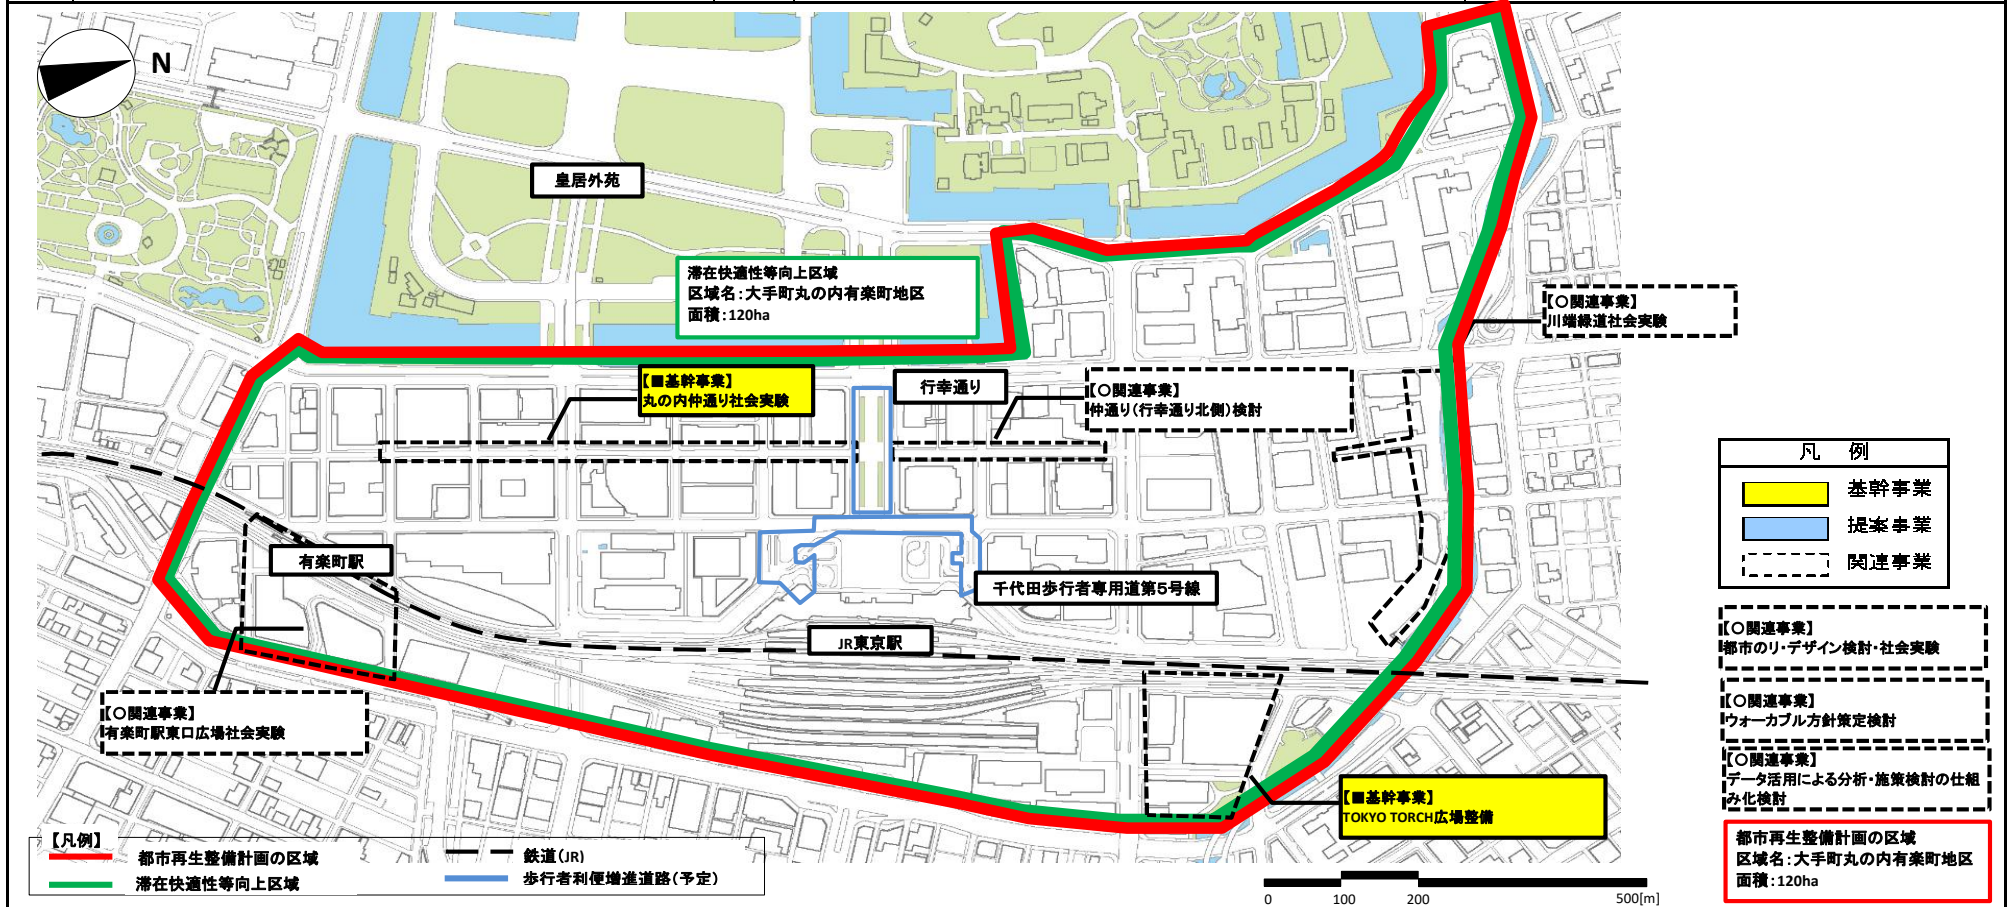 N
皇居外苑
滞在快適性等向上区域
区域名：大手町丸の内有楽町地区
面積：120ha
【〇関連事業】
川端緑道社会実験
【■基幹事業】
丸の内仲通り社会実験
行幸通り
【〇関連事業】
仲通り（行幸通り北側）検討
有楽町駅
千代田歩行者専用道第5号線
JR東京駅
【〇関連事業】
有楽町駅東口広場社会実験
【■基幹事業】
TOKYO TORCH広場整備
凡　例
基幹事業
提案事業
関連事業
【〇関連事業】
都市のリ・デザイン検討・社会実験
【〇関連事業】
ウォーカブル方針策定検討
【〇関連事業】
データ活用による分析・施策検討の仕組
み化検討
都市再生整備計画の区域
区域名：大手町丸の内有楽町地区
面積：120ha
【凡例】
都市再生整備計画の区域
滞在快適性等向上区域
鉄道（JR）
歩行者利便増進道路（予定）
0 100 200 500[m]